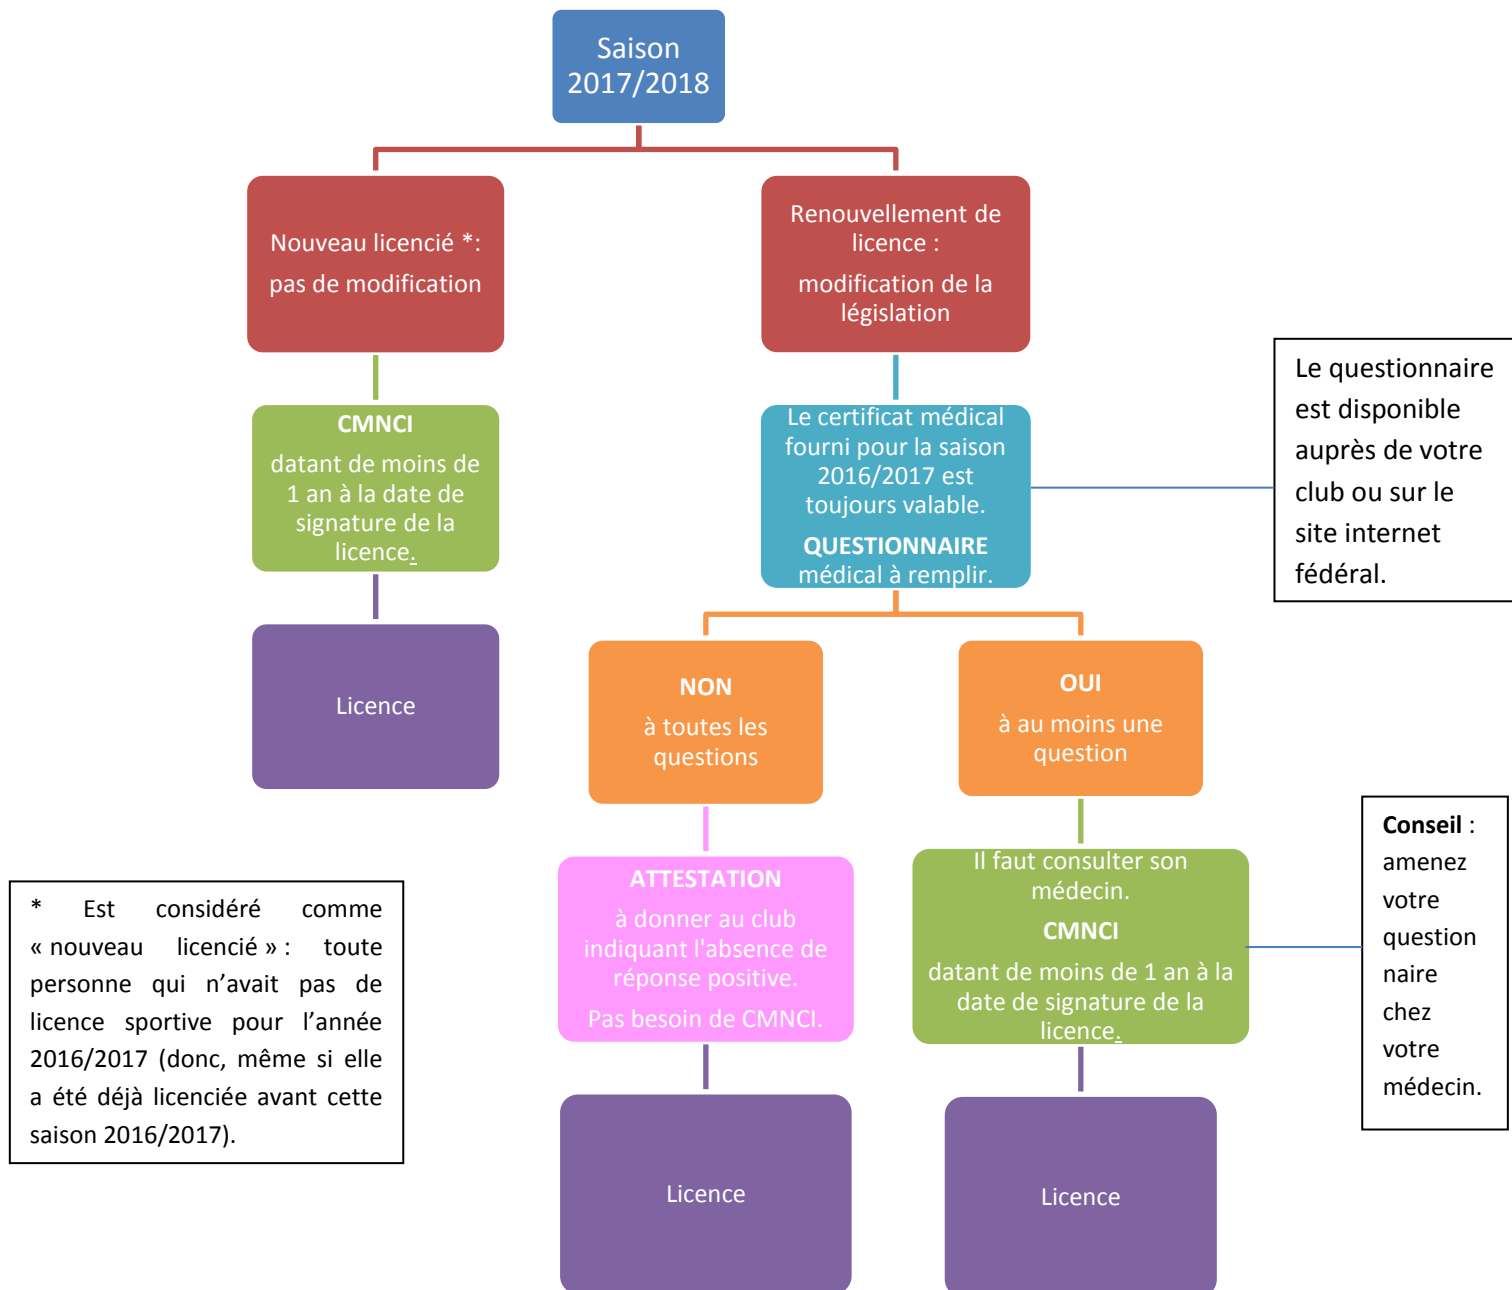 Saison
2017/2018
Nouveau licencié *:
pas de modification
Renouvellement de
licence :
modification de la
législation
CMNCI
datant de moins de
1 an à la date de
signature de la
licence.
Le certificat médical
fourni pour la saison
2016/2017 est
toujours valable.
QUESTIONNAIRE
médical à remplir.
Le questionnaire
est disponible
auprès de votre
club ou sur le
site internet
fédéral.
Licence
NON
à toutes les
questions
OUI
à au moins une
question
ATTESTATION
à donner au club
indiquant l'absence de
réponse positive.
Pas besoin de CMNCI.
Il faut consulter son
médecin.
CMNCI
datant de moins de 1 an à la
date de signature de la
licence.
Conseil :
amenez
votre
question
naire
chez
votre
médecin.
* Est considéré comme
« nouveau licencié » : toute
personne qui n’avait pas de
licence sportive pour l’année
2016/2017 (donc, même si elle
a été déjà licenciée avant cette
saison 2016/2017).
Licence
Licence